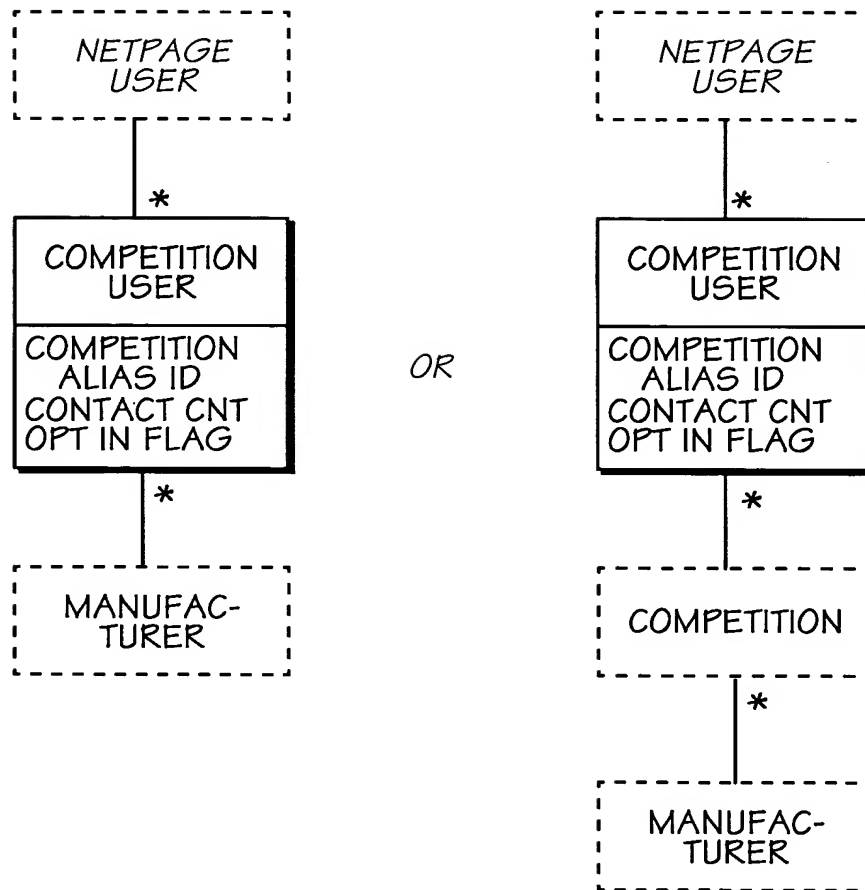 NETPAGE
USER
*
COMPETITION
USER
COMPETITION
ALIAS ID
CONTACT CNT
OPT IN FLAG
*
MANUFAC-
TURER
OR
NETPAGE
USER
*
COMPETITION
USER
COMPETITION
ALIAS ID
CONTACT CNT
OPT IN FLAG
*
COMPETITION
*
MANUFAC-
TURER